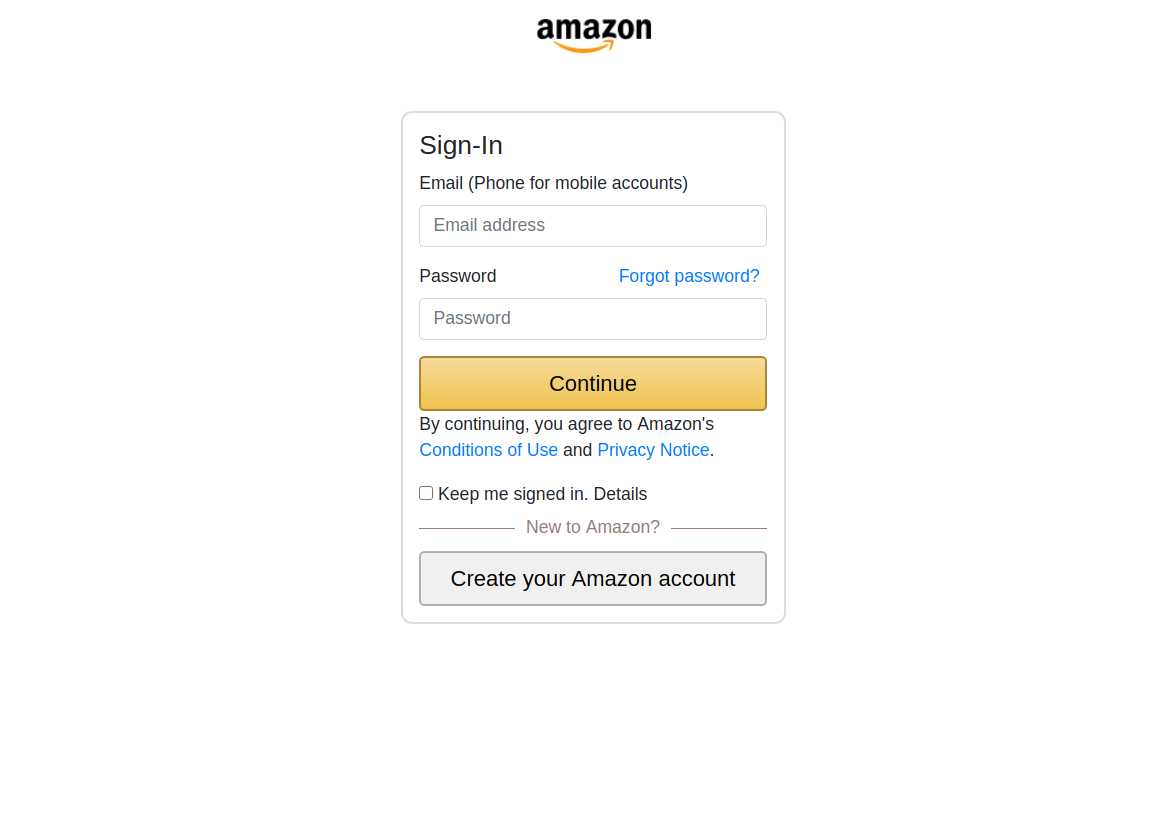 amazon
Sign-In
Email (Phone for mobile accounts)
Email address
Password Forgot password?
Password
Continue
By continuing, you agree to Amazon's
Conditions of Use and Privacy Notice.
Keep me signed in. Details
New to Amazon?
Create your Amazon account